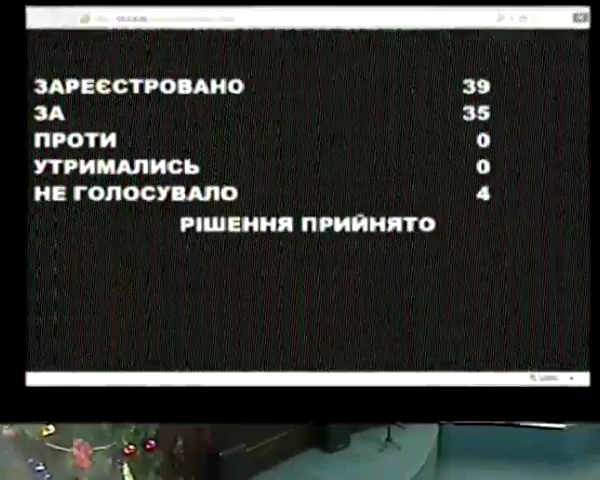 ЗАРЕЄСТРОВАНО 39
ЗА 35
ПРОТИ 0
УТРИМАЛИСЬ 0
НЕ ГОЛОСУВАЛО 4
РІШЕННЯ ПРИЙНЯТО